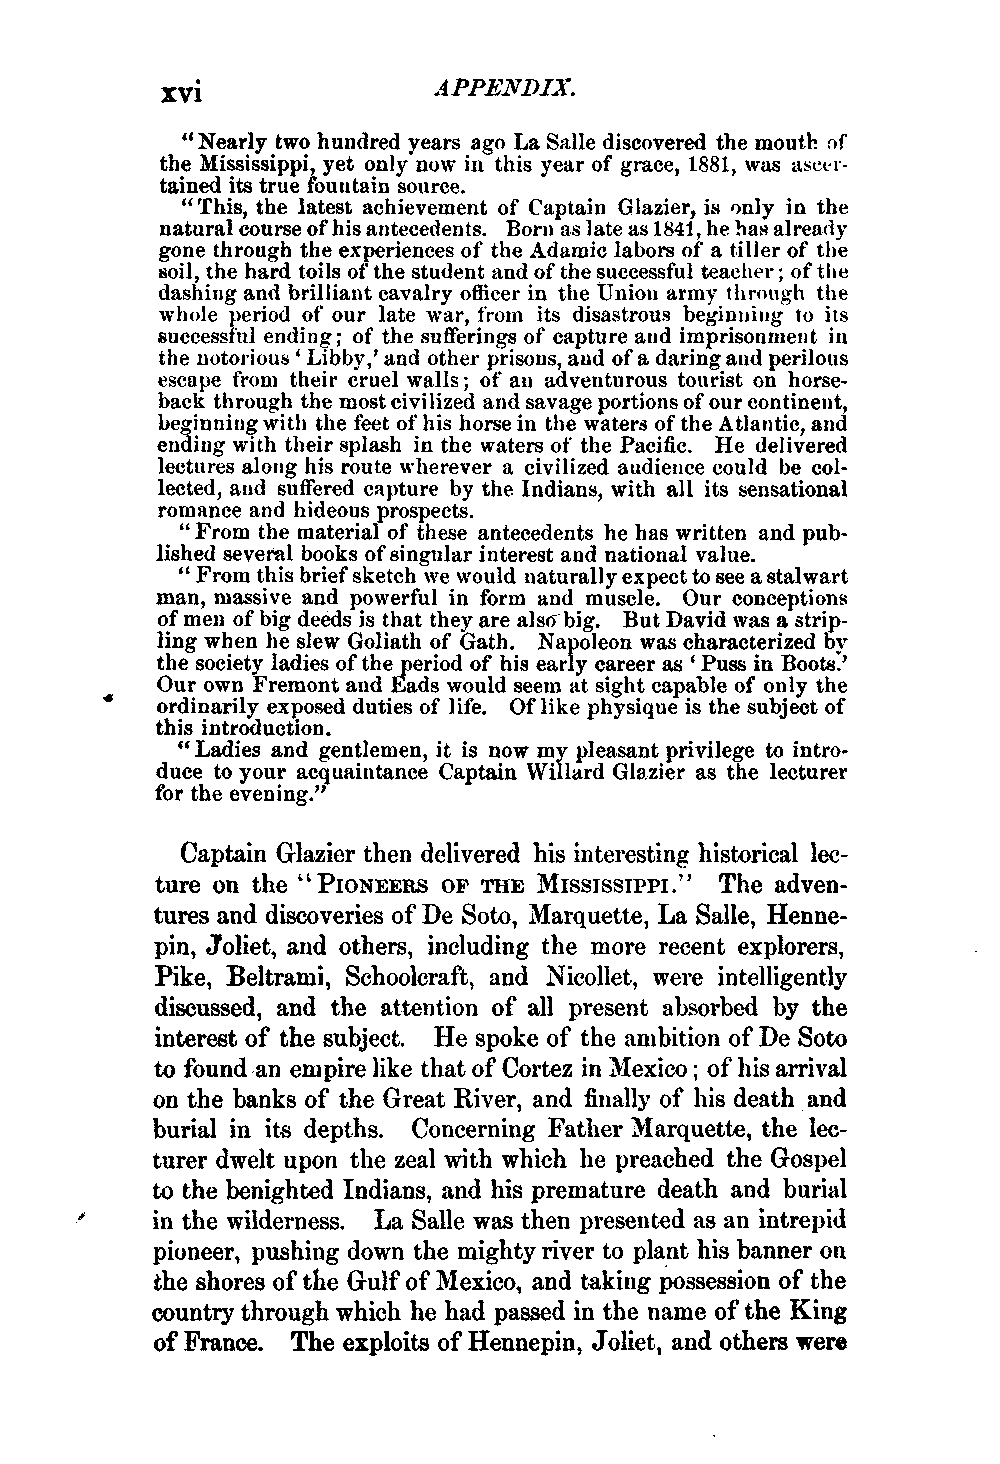 xvi APPENDIX.
"Nearly two hundred years ago La Salle discovered the mouth of
the Mississippi, yet only now in this year of grace, 1881, was ascer-
tained its true fountain source.
"This, the latest achievement of Captain Glazier, is only in the
natural course of his antecedents. Born as late as 1841, he has already
gone through the experiences of the Adamic labors of a tiller of the
soil, the hard toils of the student and of the successful teacher; of the
dashing and brilliant cavalry officer in the Union army through the
whole period of our late war, from its disastrous beginning to its
successful ending; of the sufferings of capture and imprisonment in
the notorious 'Libby,' and other prisons, and of a daring and perilous
escape from their cruel walls; of an adventurous tourist on horse-
back through the most civilized and savage portions of our continent,
beginning with the feet of his horse in the waters of the Atlantic, and
ending with their splash in the waters of the Pacific. He delivered
lectures along his route wherever a civilized audience could be col-
lected, and suffered capture by the Indians, with all its sensational
romance and hideous prospects.
"From the material of these antecedents he has written and pub-
lished several books of singular interest and national value.
"From this brief sketch we would naturally expect to see a stalwart
man, massive and powerful in form and muscle. Our conceptions
of men of big deeds is that they are also big. But David was a strip-
ling when he slew Goliath of Gath. Napoleon was characterized by
the society ladies of the period of his early career as 'Puss in Boots.'
Our own Fremont and Eads would seem at sight capable of only the
ordinarily exposed duties of life. Of like physique is the subject of
this introduction.
"Ladies and gentlemen, it is now my pleasant privilege to intro-
duce to your acquaintance Captain Willard Glazier as the lecturer
for the evening."
Captain Glazier then delivered his interesting historical lec-
ture on the "PIONEERS OF THE MISSISSIPPI." The adven-
tures and discoveries of De Soto, Marquette, La Salle, Henne-
pin, Joliet, and others, including the more recent explorers,
Pike, Beltrami, Schoolcraft, and Nicollet, were intelligently
discussed, and the attention of all present absorbed by the
interest of the subject. He spoke of the ambition of De Soto
to found an empire like that of Cortez in Mexico; of his arrival
on the banks of the Great River, and finally of his death and
burial in its depths. Concerning Father Marquette, the lec-
turer dwelt upon the zeal with which he preached the Gospel
to the benighted Indians, and his premature death and burial
in the wilderness. La Salle was then presented as an intrepid
pioneer, pushing down the mighty river to plant his banner on
the shores of the Gulf of Mexico, and taking possession of the
country through which he had passed in the name of the King
of France. The exploits of Hennepin, Joliet, and others were